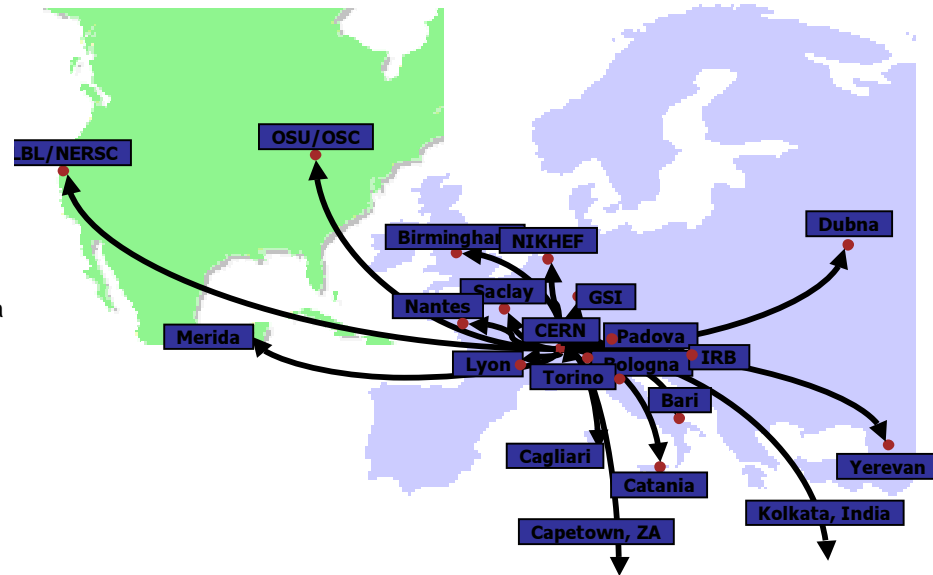 LBL/NERSC
OSU/OSC
Dubna
Birmingham
NIKHEF
Saclay
GSI
Nantes
CERN
Padova
Merida
Lyon
Bologna
IRB
Torino
Bari
Cagliari
Yerevan
Catania
Kolkata, India
Capetown, ZA